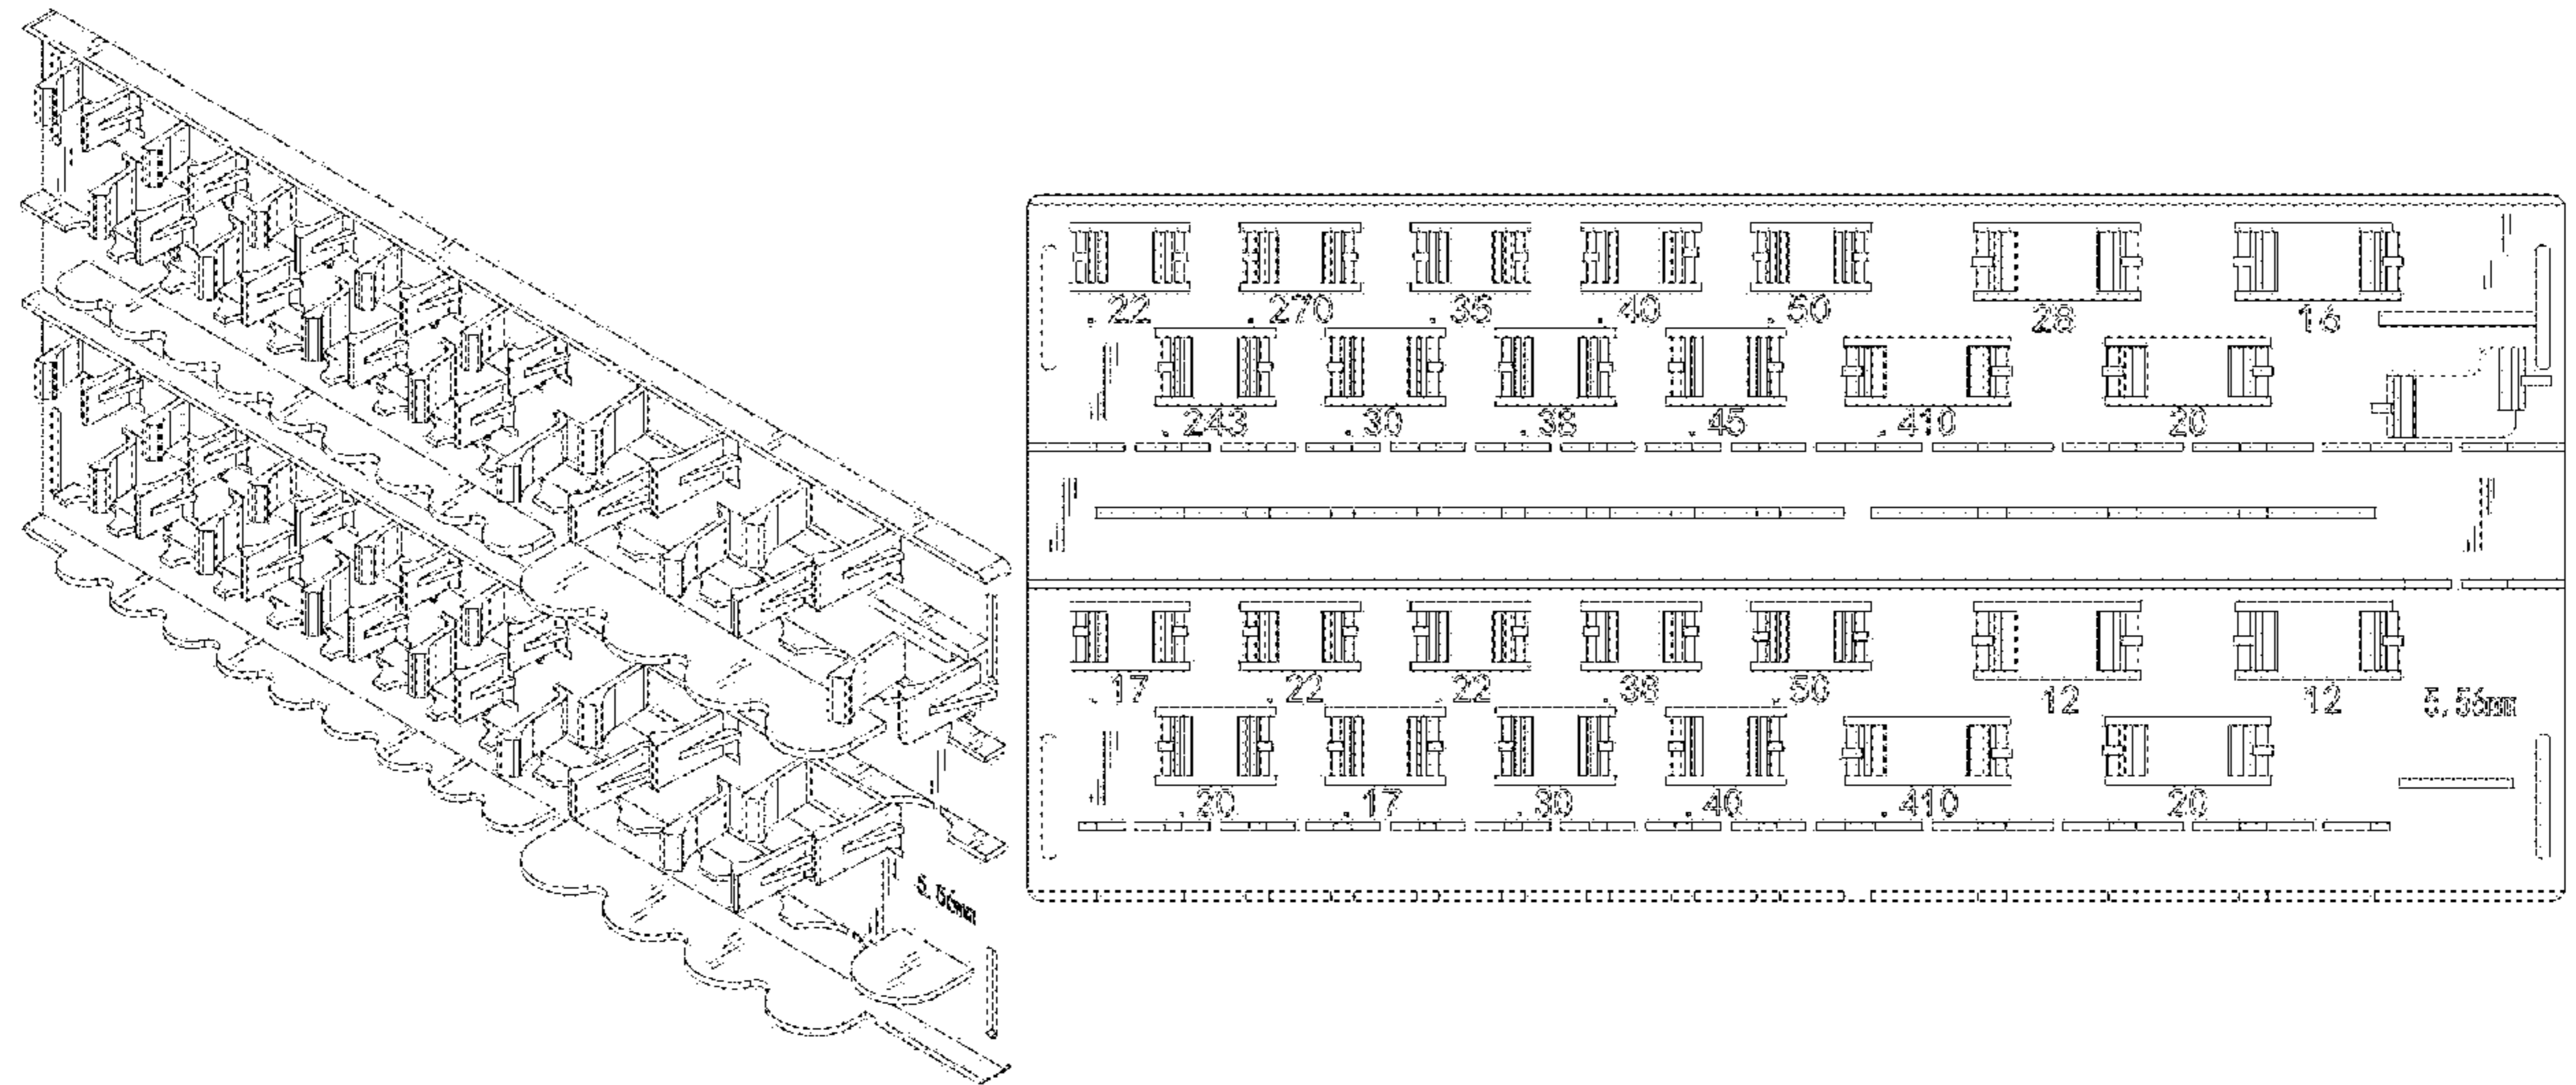 .22 .270 .35 .40 .50 28 16
.243 .30 .38 .45 .410 20
.17 .22 .22 .38 .50 12 12 5.56mm
.20 .17 .30 .40 .410 20
5.56mm